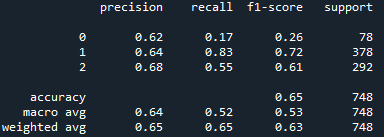 precision recall f1-score support
0 0.62 0.17 0.26 78
1 0.64 0.83 0.72 378
2 0.68 0.55 0.61 292
accuracy 0.65 748
macro avg 0.64 0.52 0.53 748
weighted avg 0.65 0.65 0.63 748